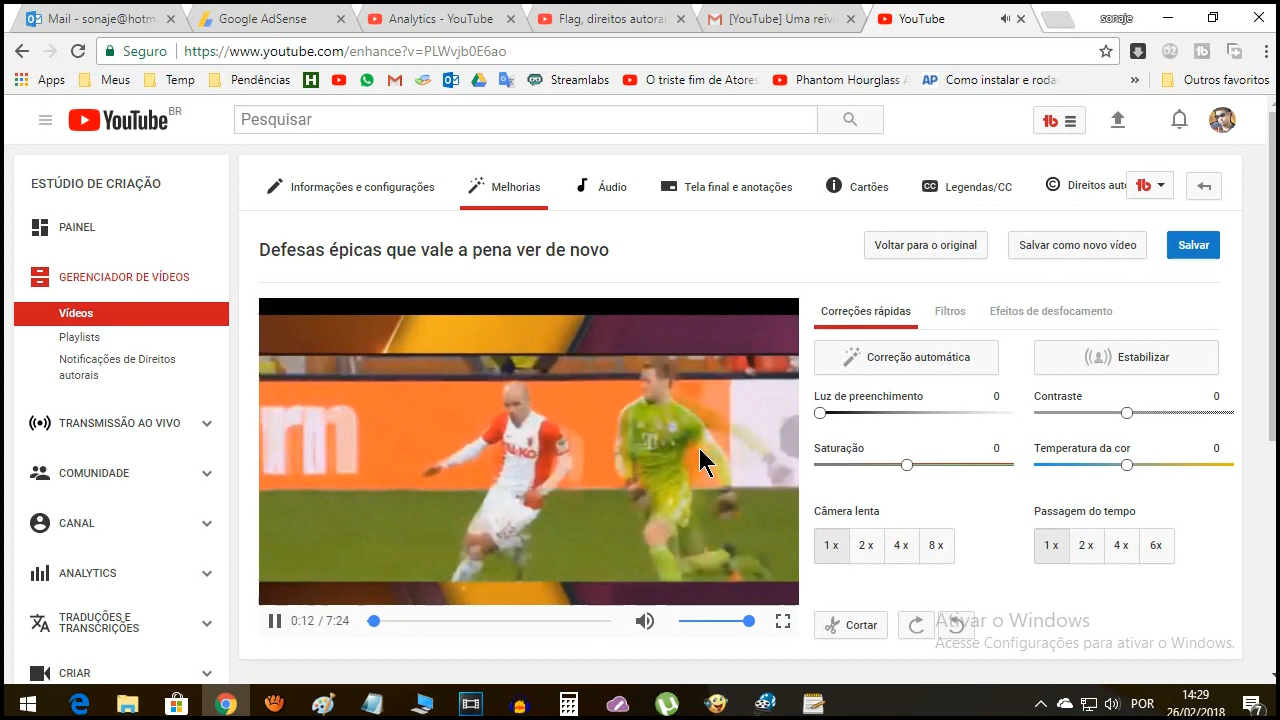 Mail - sonaje@hotm
Google AdSense
Analytics - YouTube
Flag, direitos autora
[YouTube] Uma reivi
YouTube
sonaje
Seguro
https://www.youtube.com/enhance?v=PLWvjb0E6ao
Apps
Meus
Temp
Pendências
H
Streamlabs
O triste fim de Atore
Phantom Hourglass A
AP
Como instalar e roda
»
Outros favoritos
YouTube BR
Pesquisar
tb
ESTÚDIO DE CRIAÇÃO
PAINEL
GERENCIADOR DE VÍDEOS
Vídeos
Playlists
Notificações de Direitos
autorais
TRANSMISSÃO AO VIVO
COMUNIDADE
CANAL
ANALYTICS
TRADUÇÕES E
TRANSCRIÇÕES
CRIAR
Informações e configurações
Melhorias
Áudio
Tela final e anotações
Cartões
CC Legendas/CC
Direitos aut
tb
Defesas épicas que vale a pena ver de novo
Voltar para o original
Salvar como novo vídeo
Salvar
0:12 / 7:24
Correções rápidas
Filtros
Efeitos de desfocamento
Correção automática
Estabilizar
Luz de preenchimento 0
Contraste 0
Saturação 0
Temperatura da cor 0
Câmera lenta
1 x 2 x 4 x 8 x
Passagem do tempo
1 x 2 x 4 x 6x
Cortar
Ativar o Windows
Acesse Configurações para ativar o Windows.
POR
14:29
26/02/2018
7